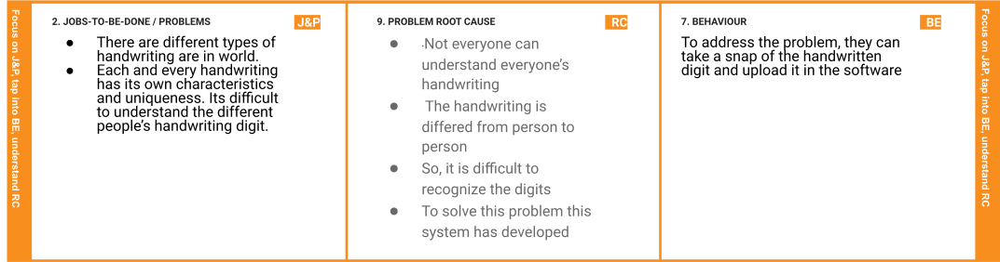 Focus on J&P, tap into BE, understand RC
2. JOBS-TO-BE-DONE / PROBLEMS
J&P
● There are different types of
handwriting are in world.
● Each and every handwriting
has its own characteristics
and uniqueness. Its difficult
to understand the different
people’s handwriting digit.
9. PROBLEM ROOT CAUSE
RC
● .Not everyone can
understand everyone’s
handwriting
● The handwriting is
differed from person to
person
● So, it is difficult to
recognize the digits
● To solve this problem this
system has developed
7. BEHAVIOUR
BE
To address the problem, they can
take a snap of the handwritten
digit and upload it in the software
Focus on J&P, tap into BE, understand RC